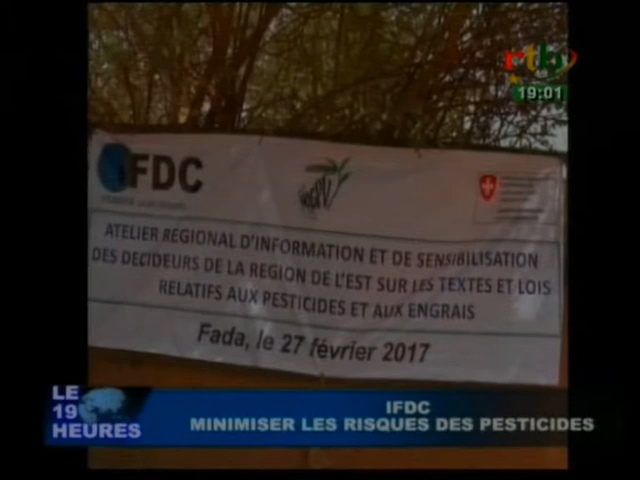 rtb
19:01
IFDC
ATELIER REGIONAL D'INFORMATION ET DE SENSIBILISATION
DES DECIDEURS DE LA REGION DE L'EST SUR LES TEXTES ET LOIS
RELATIFS AUX PESTICIDES ET AUX ENGRAIS
Fada, le 27 février 2017
LE
19
HEURES
IFDC
MINIMISER LES RISQUES DES PESTICIDES